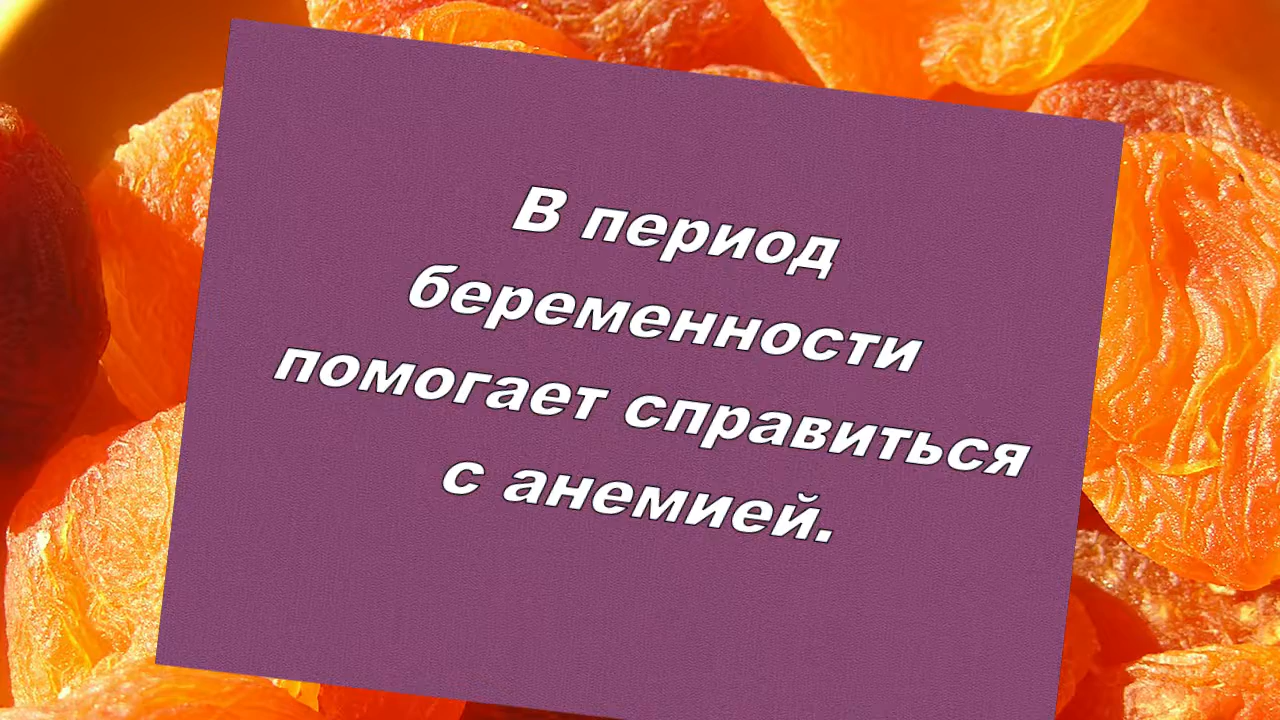 В период
беременности
помогает справиться
с анемией.